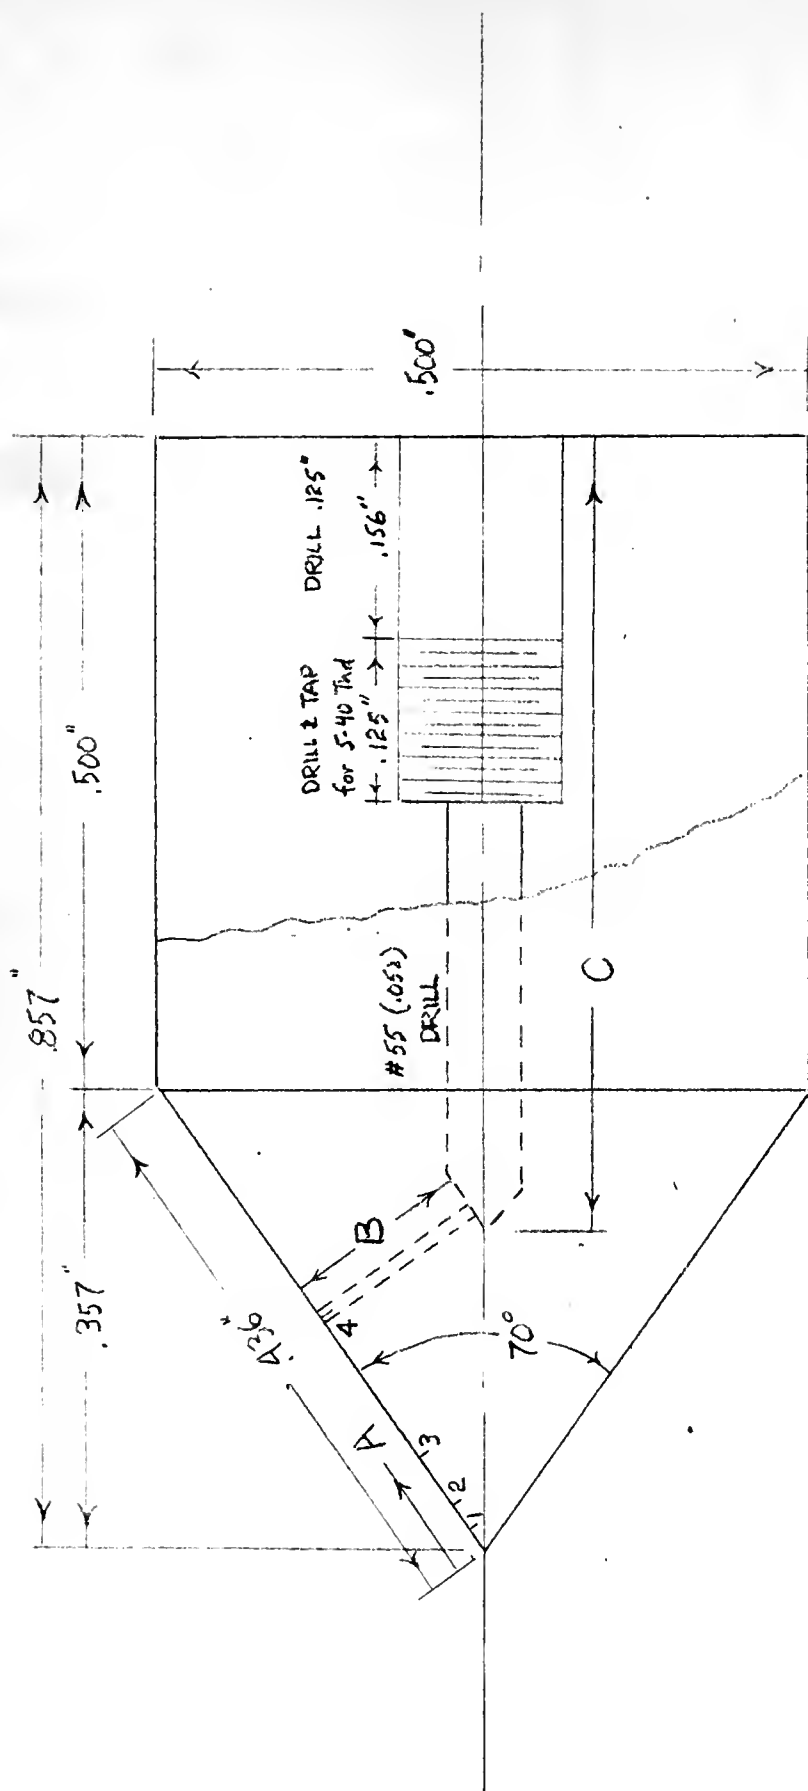 .857"
.357"
.500"
.500"
DRILL .125"
.156"
DRILL & TAP
for 5-40 Thd
.125"
#55 (.052)
DRILL
C
B
.436"
A
70°
1
2
3
4